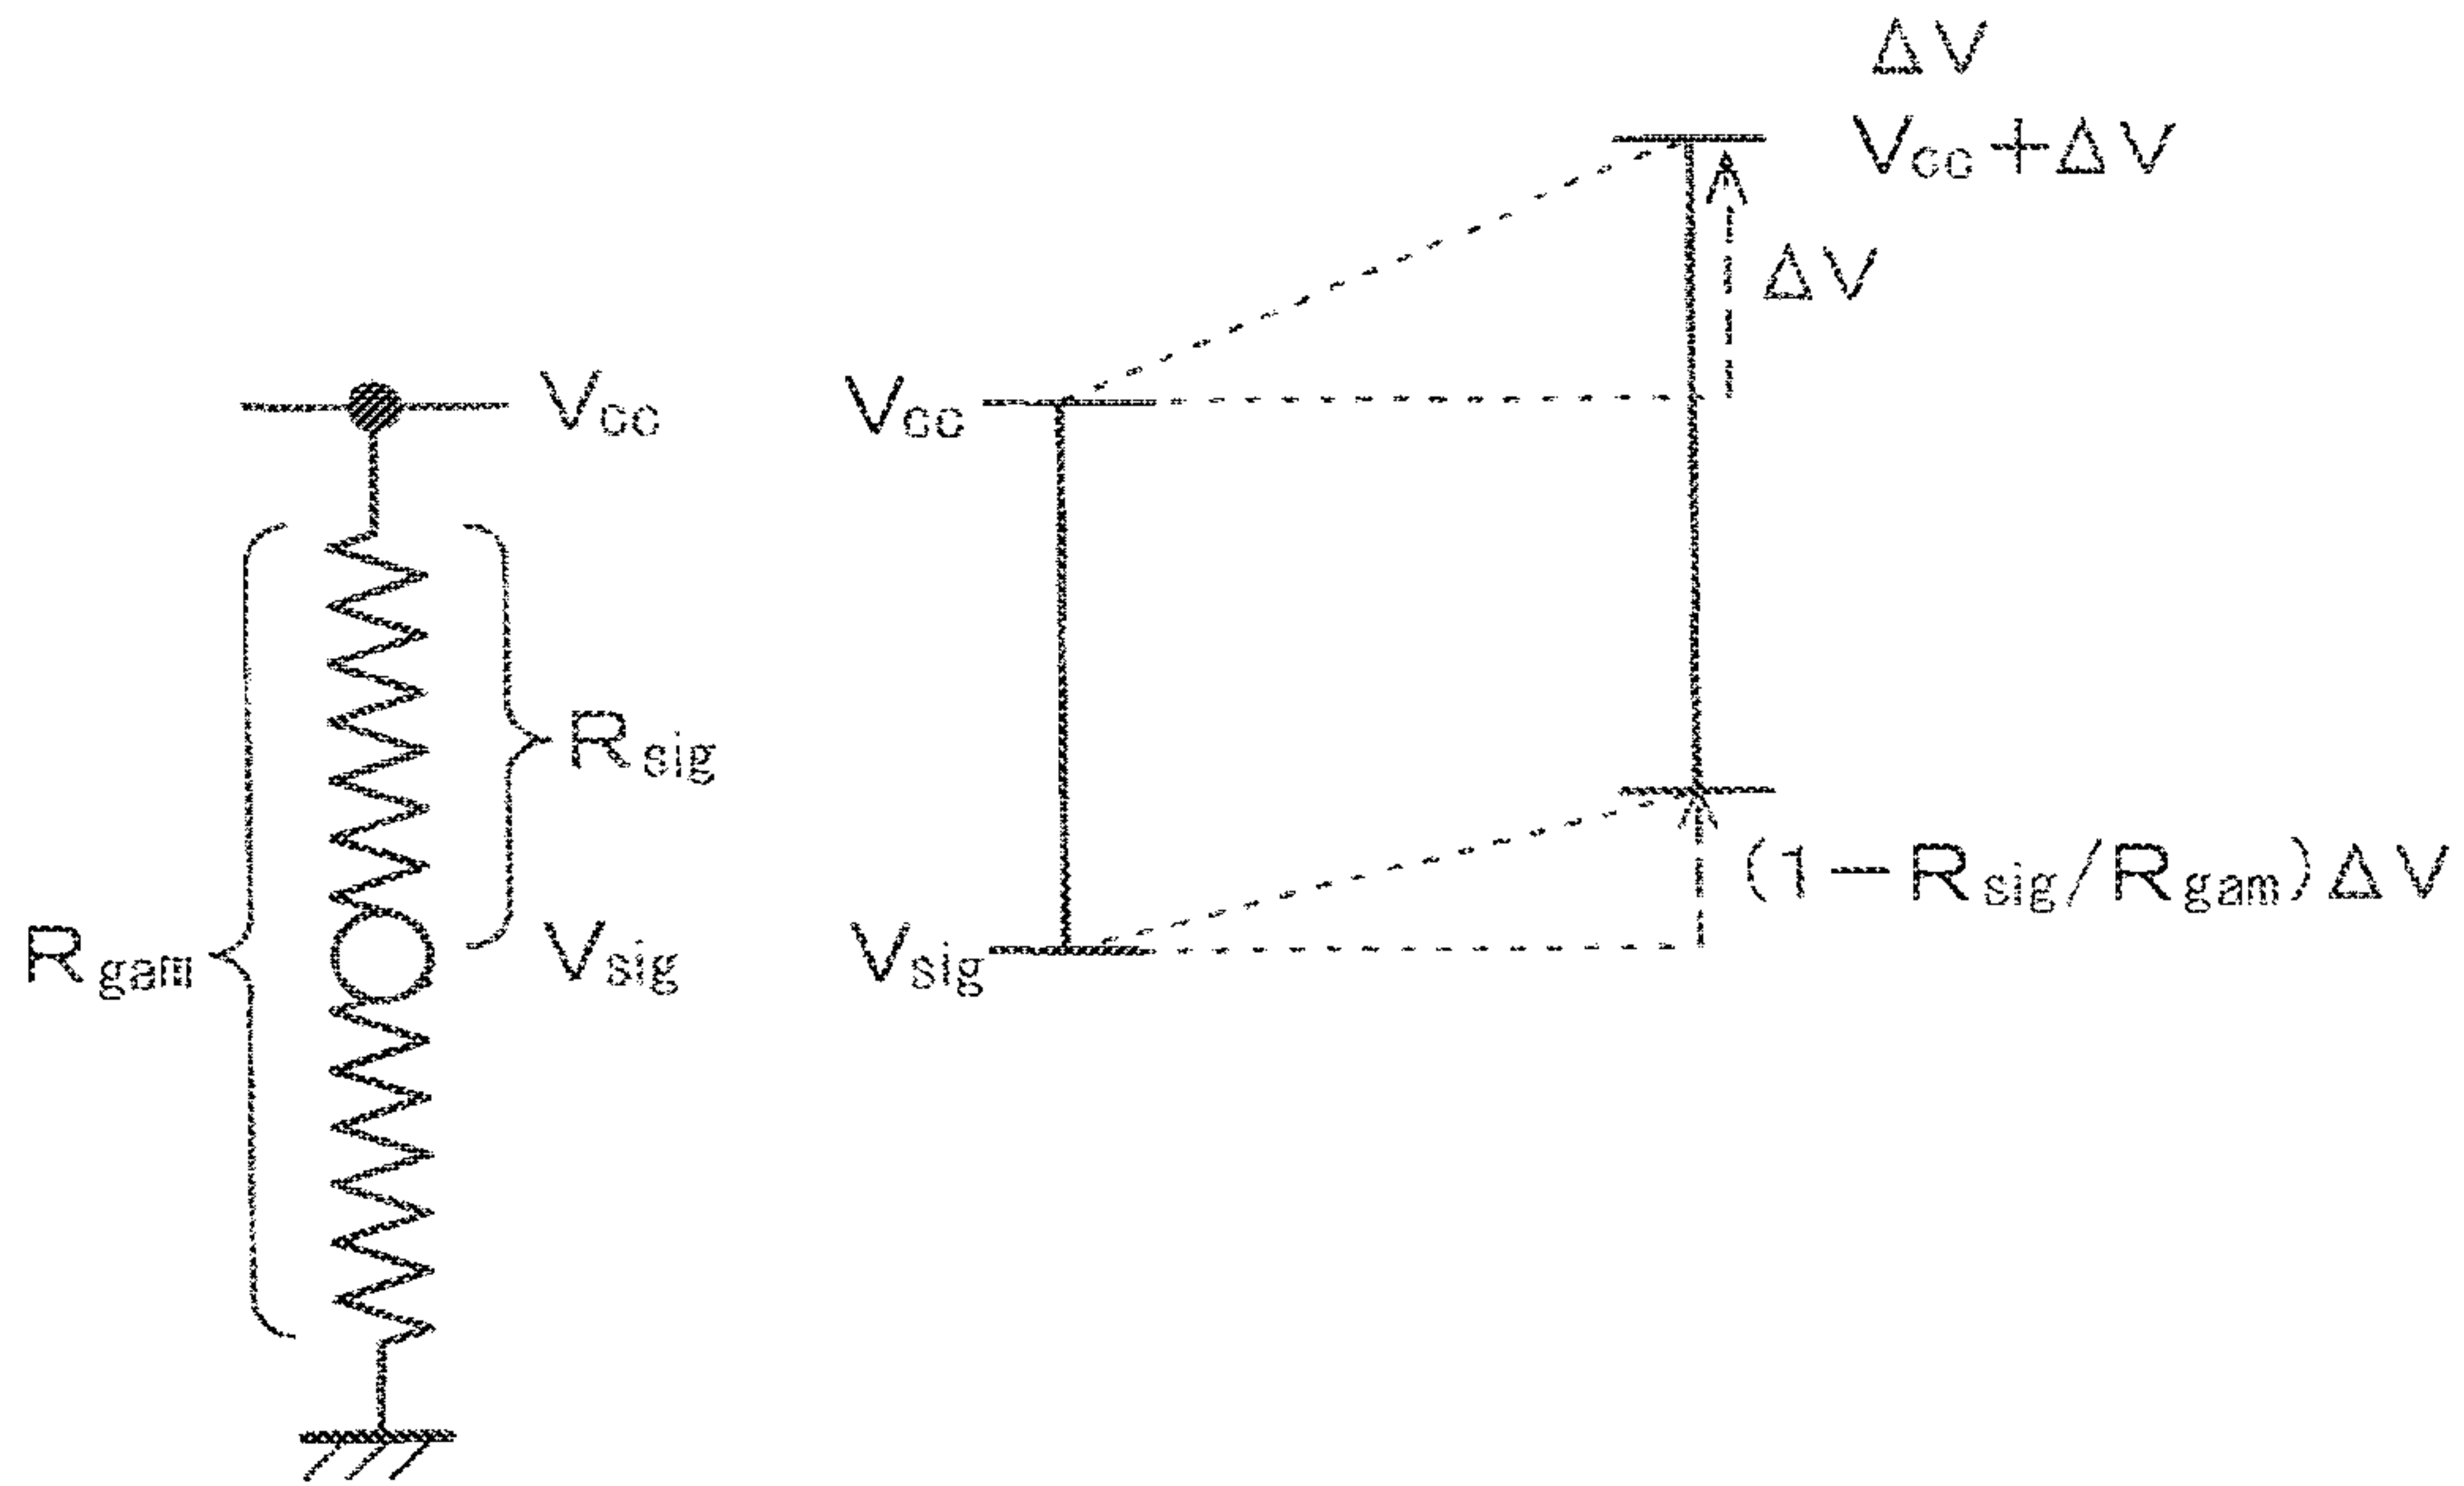 ΔV
Vcc+ΔV
ΔV
Vcc
Vcc
Rsig
(1-Rsig/Rgam)ΔV
Rgam
Vsig
Vsig